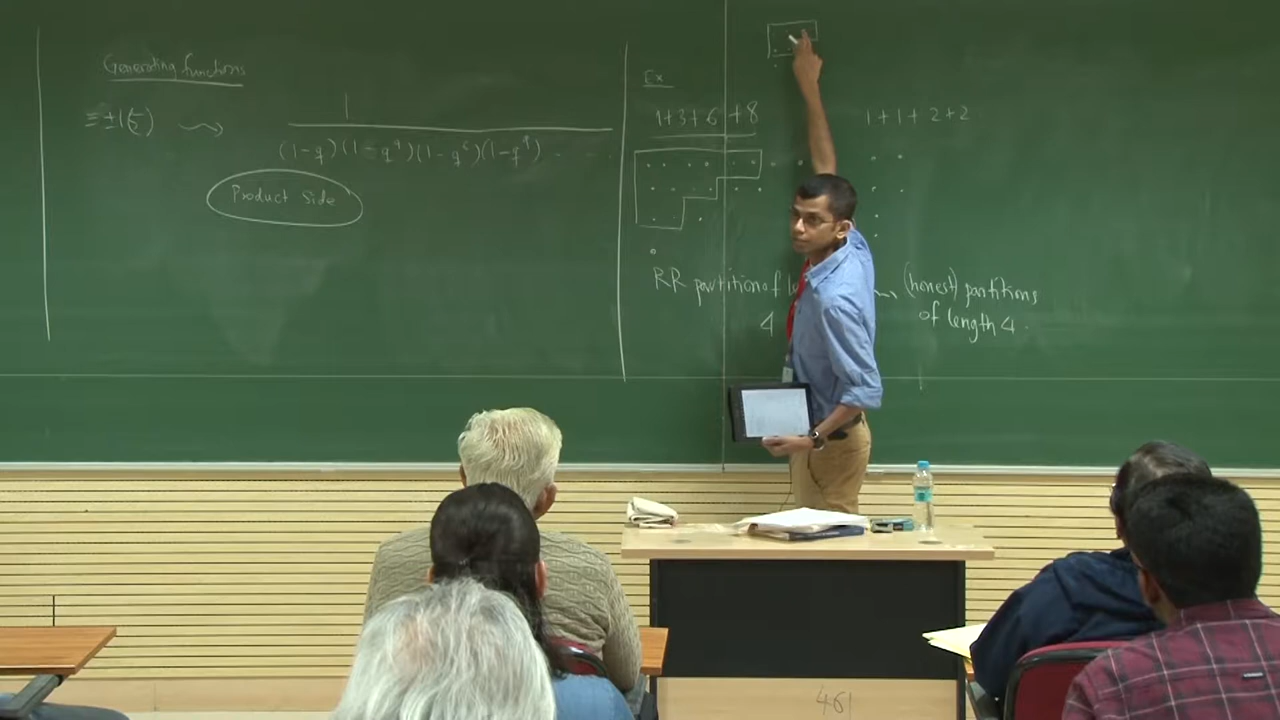 Generating functions
≡ ±1(5) ⇝ 1
(1-q)(1-q⁴)(1-q⁶)(1-q⁹) . . .
Product Side
Ex
1+3+6+8
1+1+2+2
RR partition of
4
(honest) partitions
of length 4.
461